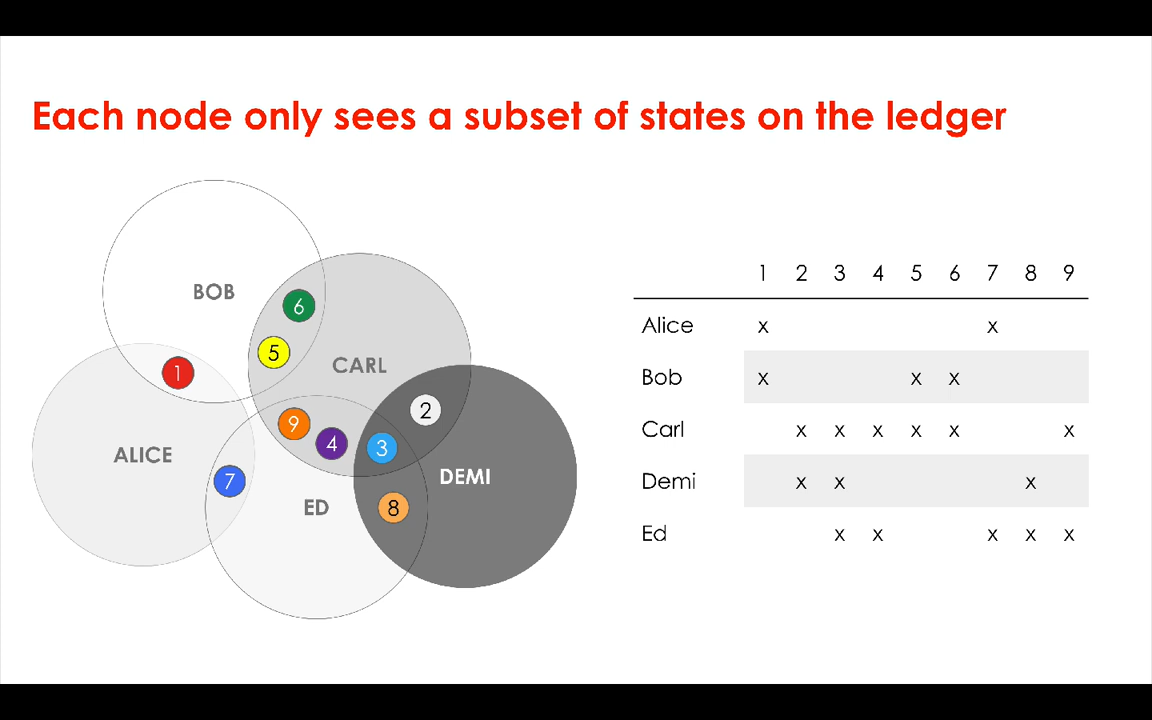 Each node only sees a subset of states on the ledger
BOB
6
5
CARL
1
2
9
4
3
ALICE
7
DEMI
ED
8
1 2 3 4 5 6 7 8 9
Alice x x
Bob x x x
Carl x x x x x x
Demi x x x
Ed x x x x x